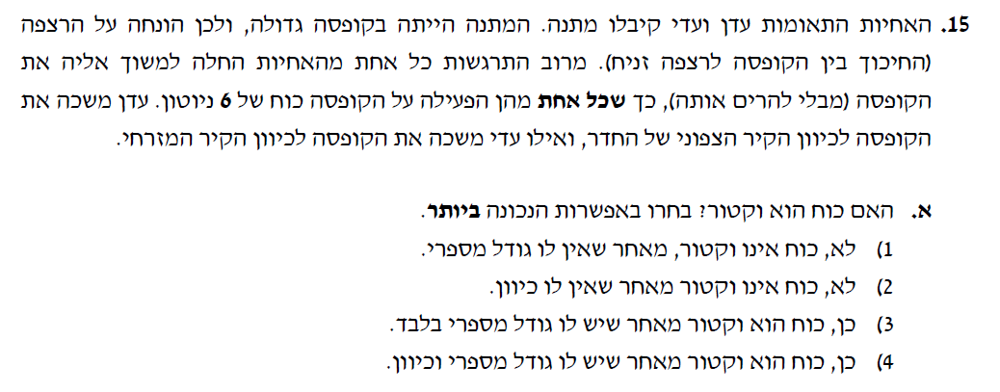 15. האחיות התאומות עדן ועדי קיבלו מתנה. המתנה הייתה בקופסה גדולה, ולכן הונחה על הרצפה
(החיכוך בין הקופסה לרצפה זניח). מרוב התרגשות כל אחת מהאחיות החלה למשוך אליה את
הקופסה (מבלי להרים אותה), כך שכל אחת מהן הפעילה על הקופסה כוח של 6 ניוטון. עדן משכה את
הקופסה לכיוון הקיר הצפוני של החדר, ואילו עדי משכה את הקופסה לכיוון הקיר המזרחי.
א. האם כוח הוא וקטור? בחרו באפשרות הנכונה ביותר.
1) לא, כוח אינו וקטור, מאחר שאין לו גודל מספרי.
2) לא, כוח אינו וקטור מאחר שאין לו כיוון.
3) כן, כוח הוא וקטור מאחר שיש לו גודל מספרי בלבד.
4) כן, כוח הוא וקטור מאחר שיש לו גודל מספרי וכיוון.